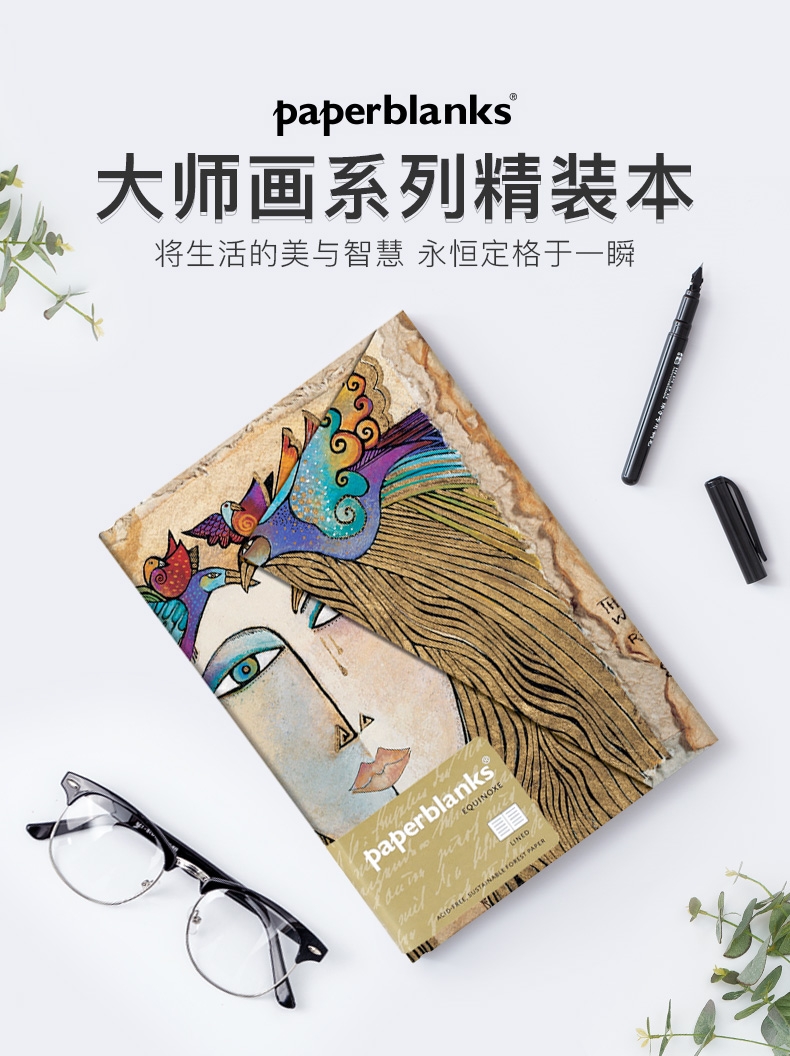 paperblanks®
大师画系列精装本
将生活的美与智慧 永恒定格于一瞬
paperblanks®
EQUINOXE
LINED
ACID-FREE, SUSTAINABLE FOREST PAPER